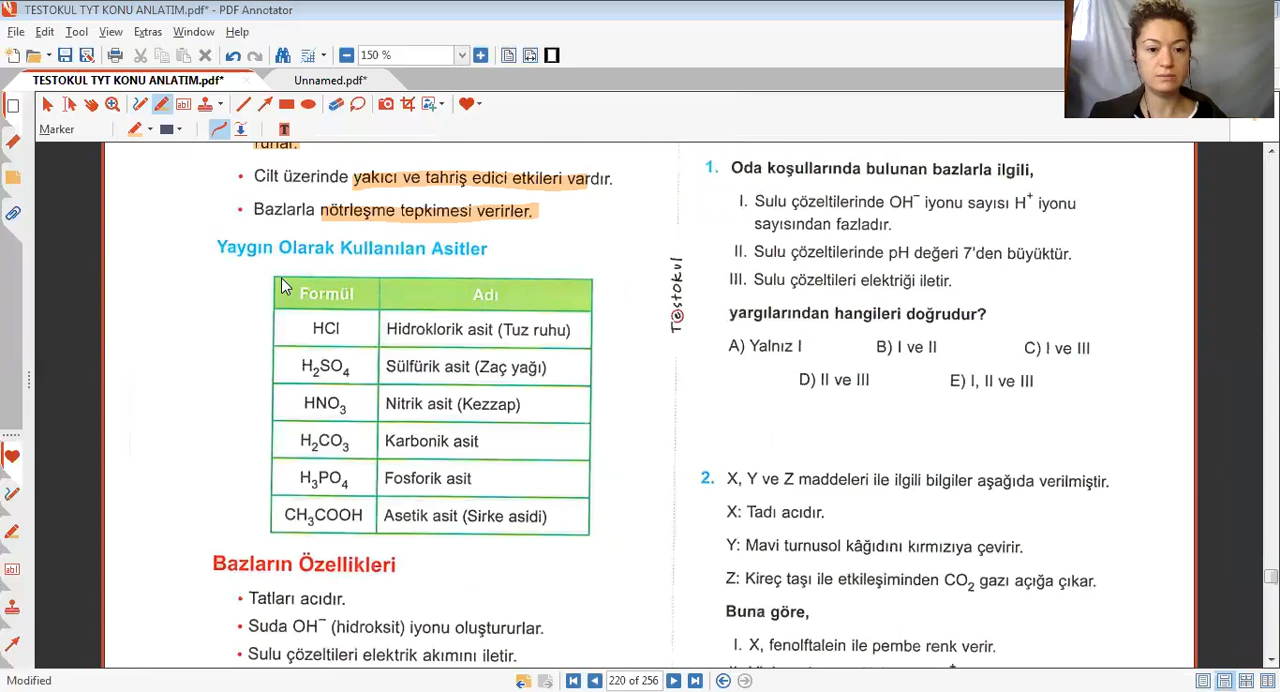 TESTOKUL TYT KONU ANLATIM.pdf* - PDF Annotator
File Edit Tool View Extras Window Help
150 %
TESTOKUL TYT KONU ANLATIM.pdf* Unnamed.pdf*
Marker
• Cilt üzerinde yakıcı ve tahriş edici etkileri vardır.
• Bazlarla nötrleşme tepkimesi verirler.
Yaygın Olarak Kullanılan Asitler
Formül Adı
HCl Hidroklorik asit (Tuz ruhu)
H₂SO₄ Sülfürik asit (Zaç yağı)
HNO₃ Nitrik asit (Kezzap)
H₂CO₃ Karbonik asit
H₃PO₄ Fosforik asit
CH₃COOH Asetik asit (Sirke asidi)
Bazların Özellikleri
• Tatları acıdır.
• Suda OH⁻ (hidroksit) iyonu oluştururlar.
• Sulu çözeltileri elektrik akımını iletir.
Testokul
1. Oda koşullarında bulunan bazlarla ilgili,
I. Sulu çözeltilerinde OH⁻ iyonu sayısı H⁺ iyonu
sayısından fazladır.
II. Sulu çözeltilerinde pH değeri 7'den büyüktür.
III. Sulu çözeltileri elektriği iletir.
yargılarından hangileri doğrudur?
A) Yalnız I B) I ve II C) I ve III
D) II ve III E) I, II ve III
2. X, Y ve Z maddeleri ile ilgili bilgiler aşağıda verilmiştir.
X: Tadı acıdır.
Y: Mavi turnusol kâğıdını kırmızıya çevirir.
Z: Kireç taşı ile etkileşiminden CO₂ gazı açığa çıkar.
Buna göre,
I. X, fenolftalein ile pembe renk verir.
Modified 220 of 256